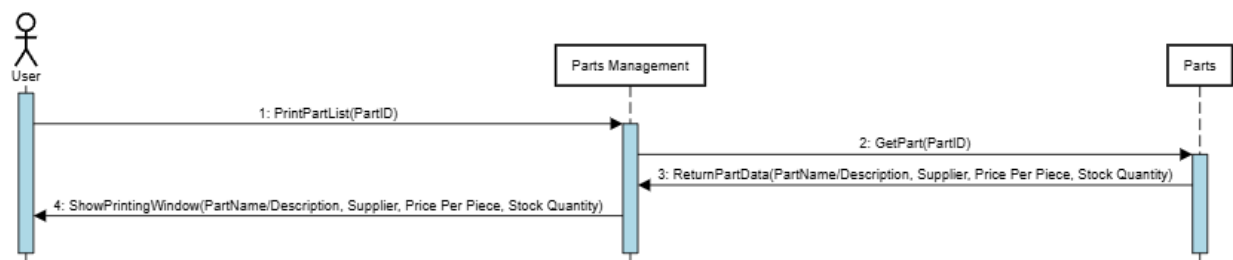 User
Parts Management
Parts
1: PrintPartList(PartID)
2: GetPart(PartID)
3: ReturnPartData(PartName/Description, Supplier, Price Per Piece, Stock Quantity)
4: ShowPrintingWindow(PartName/Description, Supplier, Price Per Piece, Stock Quantity)